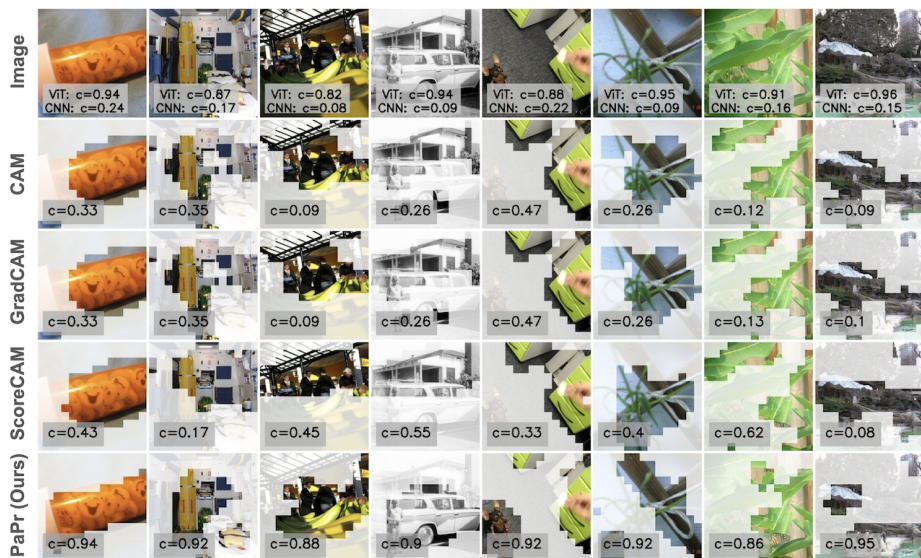 Image
ViT: c=0.94
CNN: c=0.24
ViT: c=0.87
CNN: c=0.17
ViT: c=0.82
CNN: c=0.08
ViT: c=0.94
CNN: c=0.09
ViT: c=0.88
CNN: c=0.22
ViT: c=0.95
CNN: c=0.09
ViT: c=0.91
CNN: c=0.16
ViT: c=0.96
CNN: c=0.15
CAM
c=0.33
c=0.35
c=0.09
c=0.26
c=0.47
c=0.26
c=0.12
c=0.09
GradCAM
c=0.33
c=0.35
c=0.09
c=0.26
c=0.47
c=0.26
c=0.13
c=0.1
ScoreCAM
c=0.43
c=0.17
c=0.45
c=0.55
c=0.33
c=0.4
c=0.62
c=0.08
PaPr (Ours)
c=0.94
c=0.92
c=0.88
c=0.9
c=0.92
c=0.92
c=0.86
c=0.95